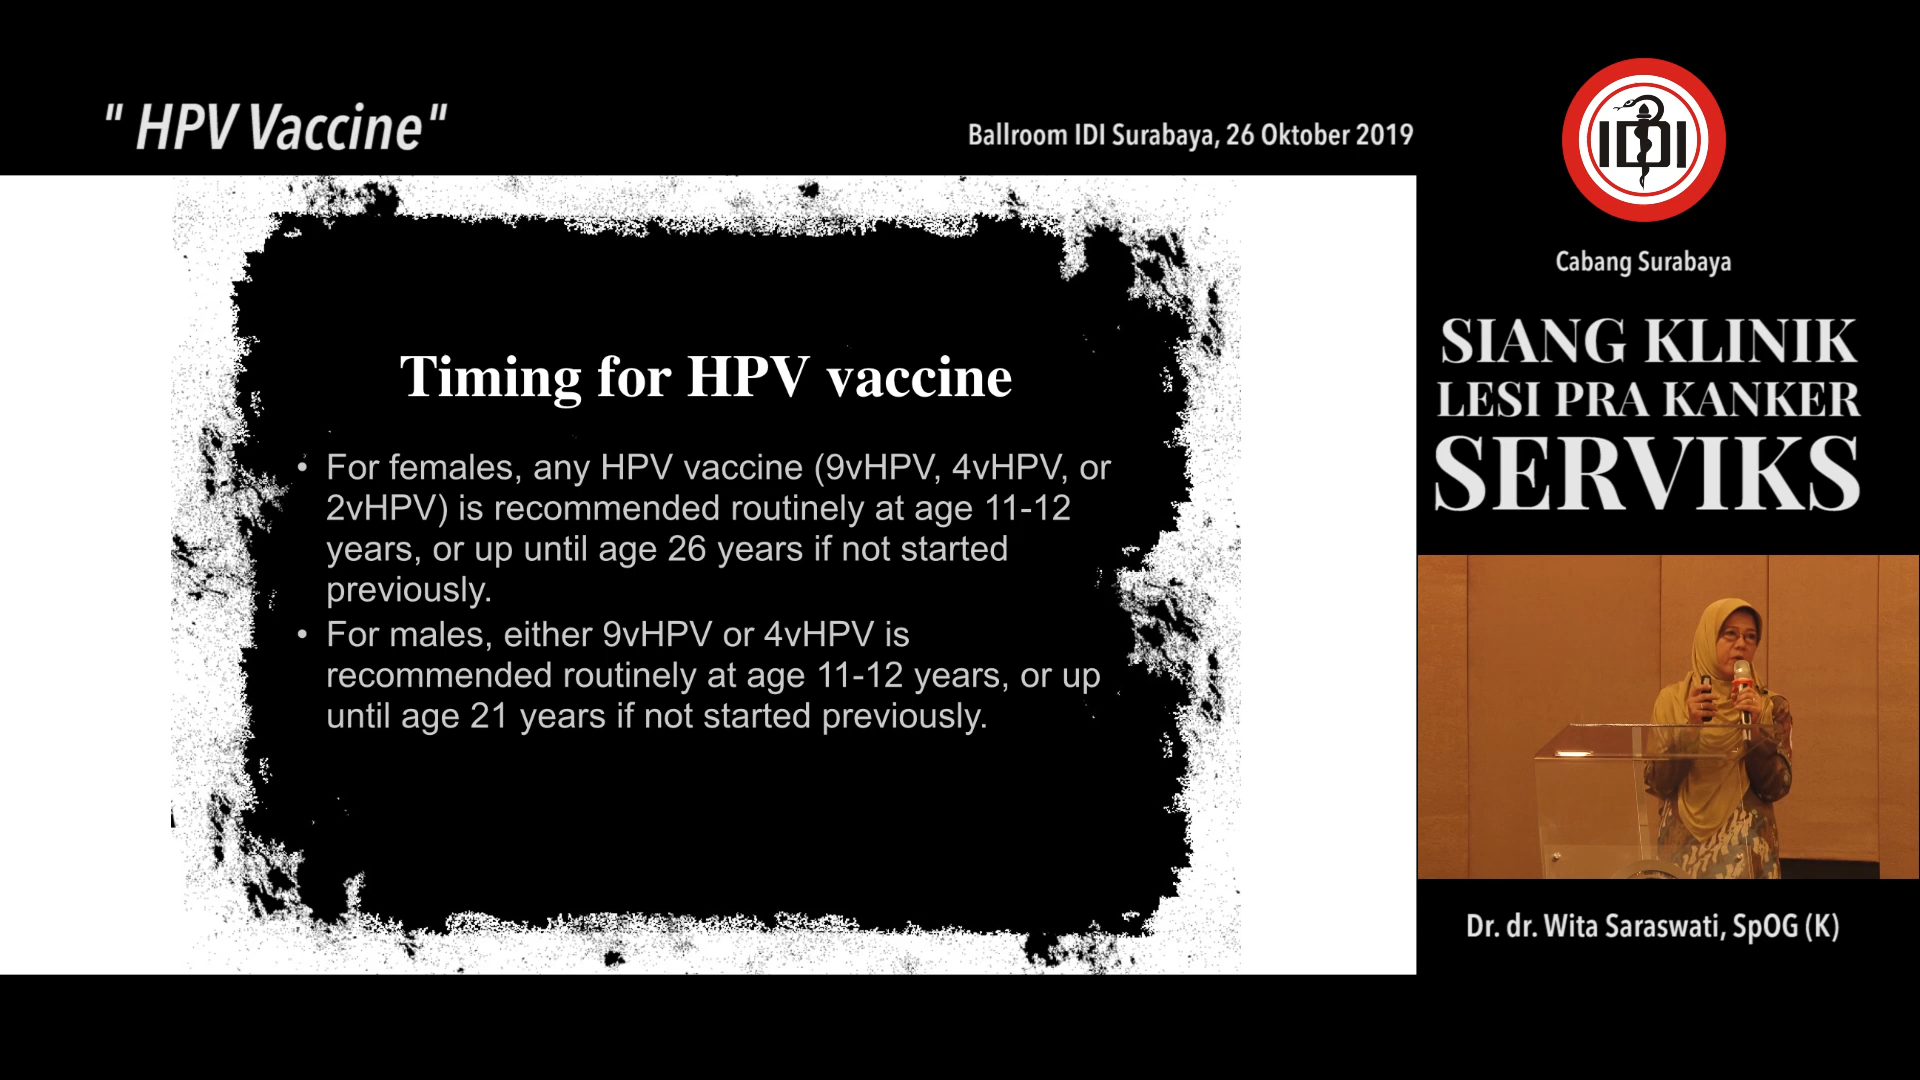 " HPV Vaccine"
Ballroom IDI Surabaya, 26 Oktober 2019
IDI
Cabang Surabaya
SIANG KLINIK
LESI PRA KANKER
SERVIKS
Timing for HPV vaccine
• For females, any HPV vaccine (9vHPV, 4vHPV, or
2vHPV) is recommended routinely at age 11-12
years, or up until age 26 years if not started
previously.
• For males, either 9vHPV or 4vHPV is
recommended routinely at age 11-12 years, or up
until age 21 years if not started previously.
Dr. dr. Wita Saraswati, SpOG (K)